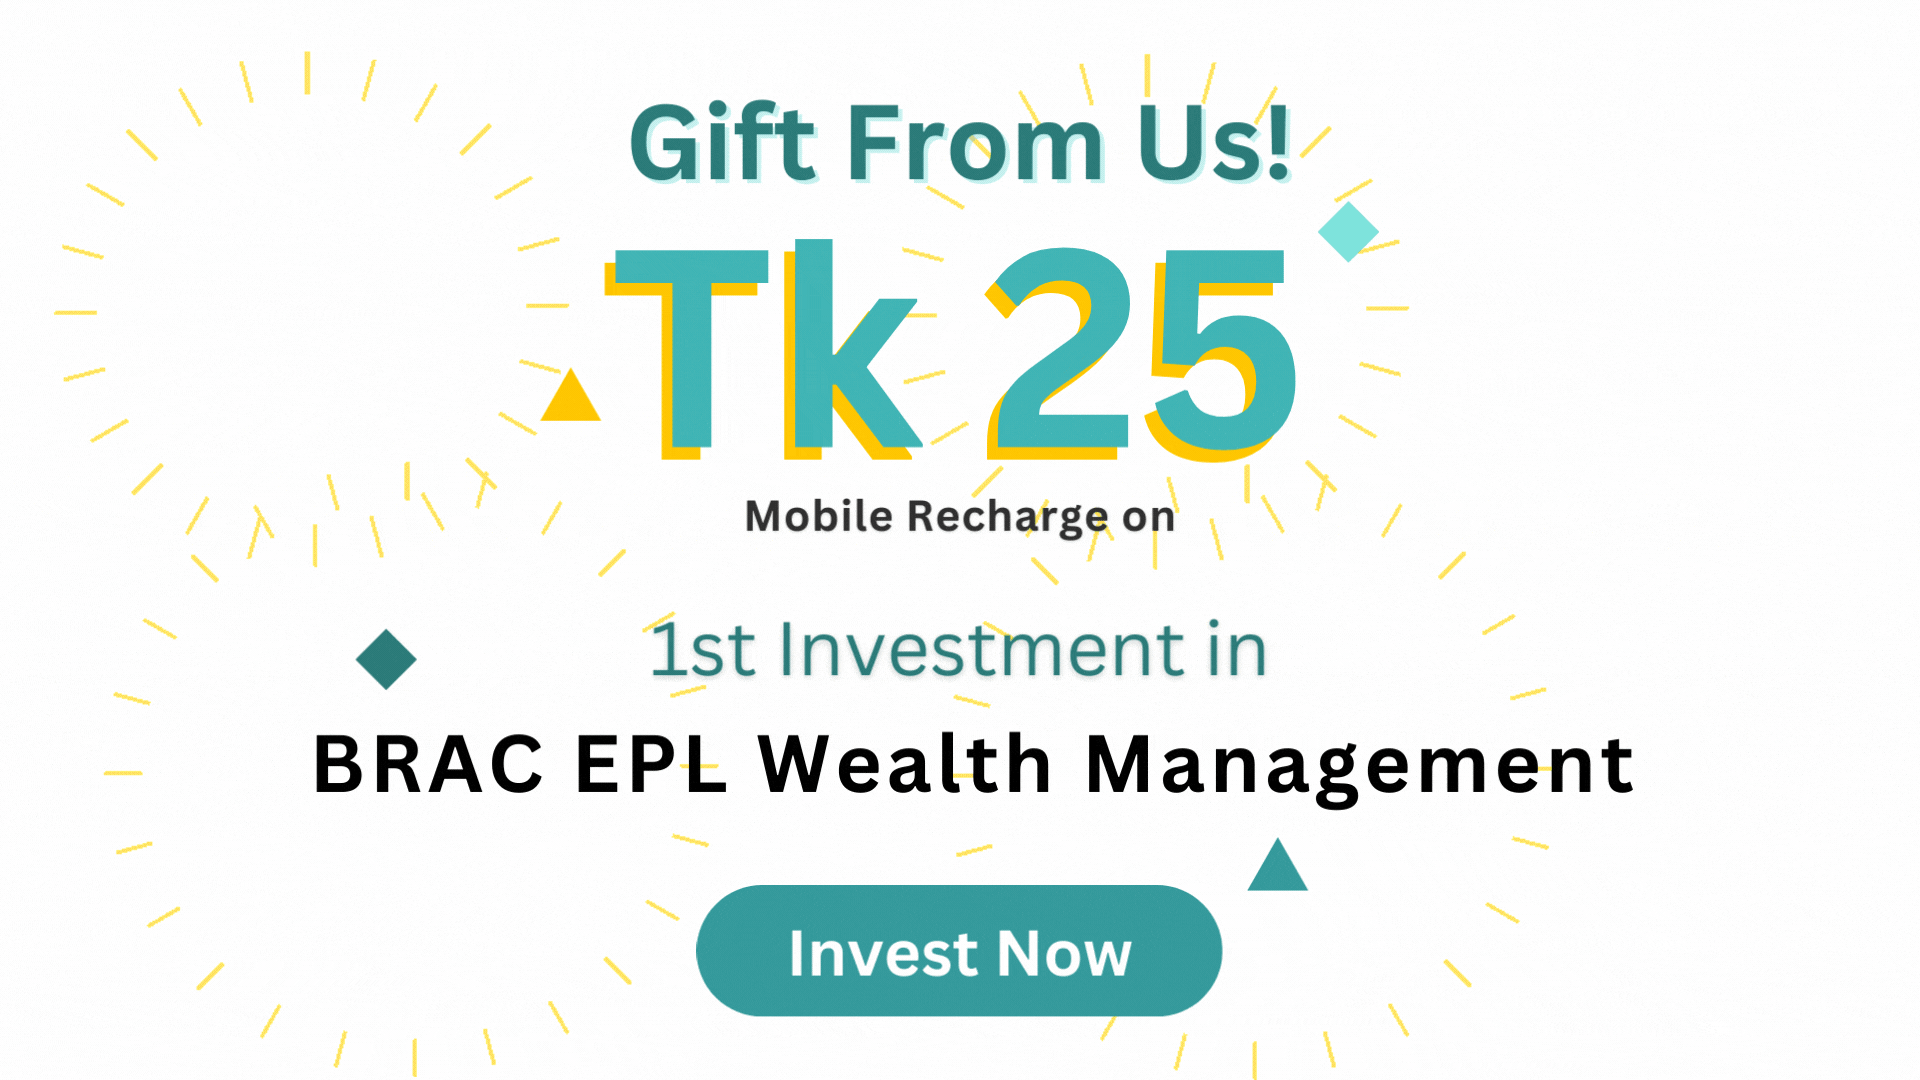 Gift From Us!
Tk 25
Mobile Recharge on
1st Investment in
BRAC EPL Wealth Management
Invest Now